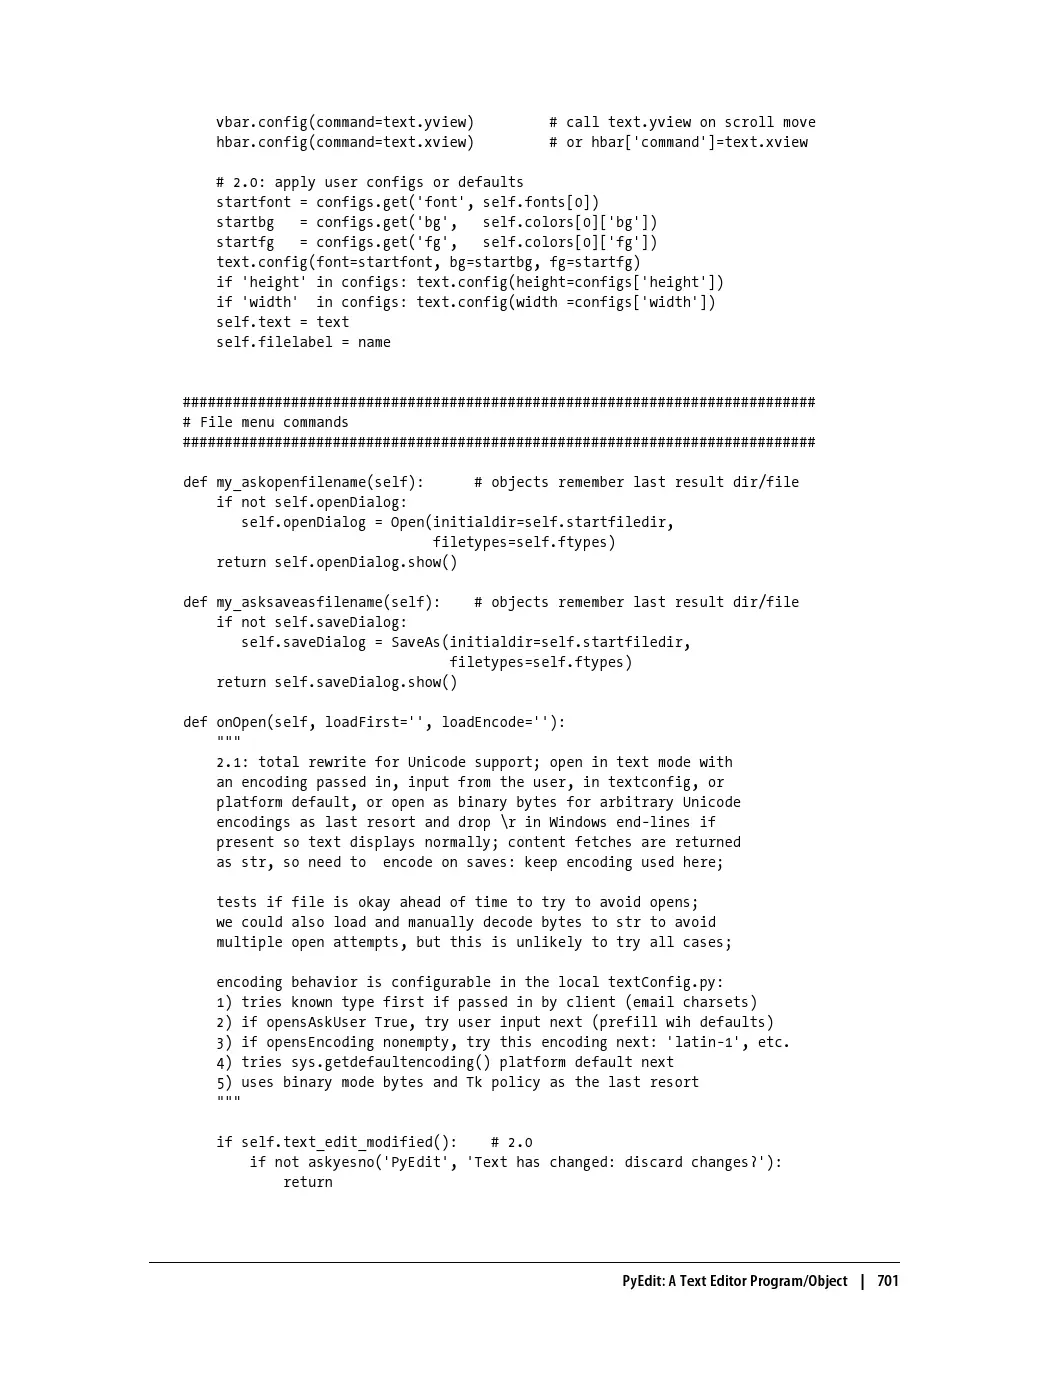 vbar.config(command=text.yview)         # call text.yview on scroll move
    hbar.config(command=text.xview)         # or hbar['command']=text.xview

    # 2.0: apply user configs or defaults
    startfont = configs.get('font', self.fonts[0])
    startbg   = configs.get('bg',   self.colors[0]['bg'])
    startfg   = configs.get('fg',   self.colors[0]['fg'])
    text.config(font=startfont, bg=startbg, fg=startfg)
    if 'height' in configs: text.config(height=configs['height'])
    if 'width'  in configs: text.config(width =configs['width'])
    self.text = text
    self.filelabel = name

############################################################################
# File menu commands
############################################################################

def my_askopenfilename(self):      # objects remember last result dir/file
    if not self.openDialog:
       self.openDialog = Open(initialdir=self.startfiledir,
                              filetypes=self.ftypes)
    return self.openDialog.show()

def my_asksaveasfilename(self):    # objects remember last result dir/file
    if not self.saveDialog:
       self.saveDialog = SaveAs(initialdir=self.startfiledir,
                                filetypes=self.ftypes)
    return self.saveDialog.show()

def onOpen(self, loadFirst='', loadEncode=''):
    """
    2.1: total rewrite for Unicode support; open in text mode with
    an encoding passed in, input from the user, in textconfig, or
    platform default, or open as binary bytes for arbitrary Unicode
    encodings as last resort and drop \r in Windows end-lines if
    present so text displays normally; content fetches are returned
    as str, so need to  encode on saves: keep encoding used here;

    tests if file is okay ahead of time to try to avoid opens;
    we could also load and manually decode bytes to str to avoid
    multiple open attempts, but this is unlikely to try all cases;

    encoding behavior is configurable in the local textConfig.py:
    1) tries known type first if passed in by client (email charsets)
    2) if opensAskUser True, try user input next (prefill wih defaults)
    3) if opensEncoding nonempty, try this encoding next: 'latin-1', etc.
    4) tries sys.getdefaultencoding() platform default next
    5) uses binary mode bytes and Tk policy as the last resort
    """

    if self.text_edit_modified():    # 2.0
        if not askyesno('PyEdit', 'Text has changed: discard changes?'):
            return

PyEdit: A Text Editor Program/Object | 701